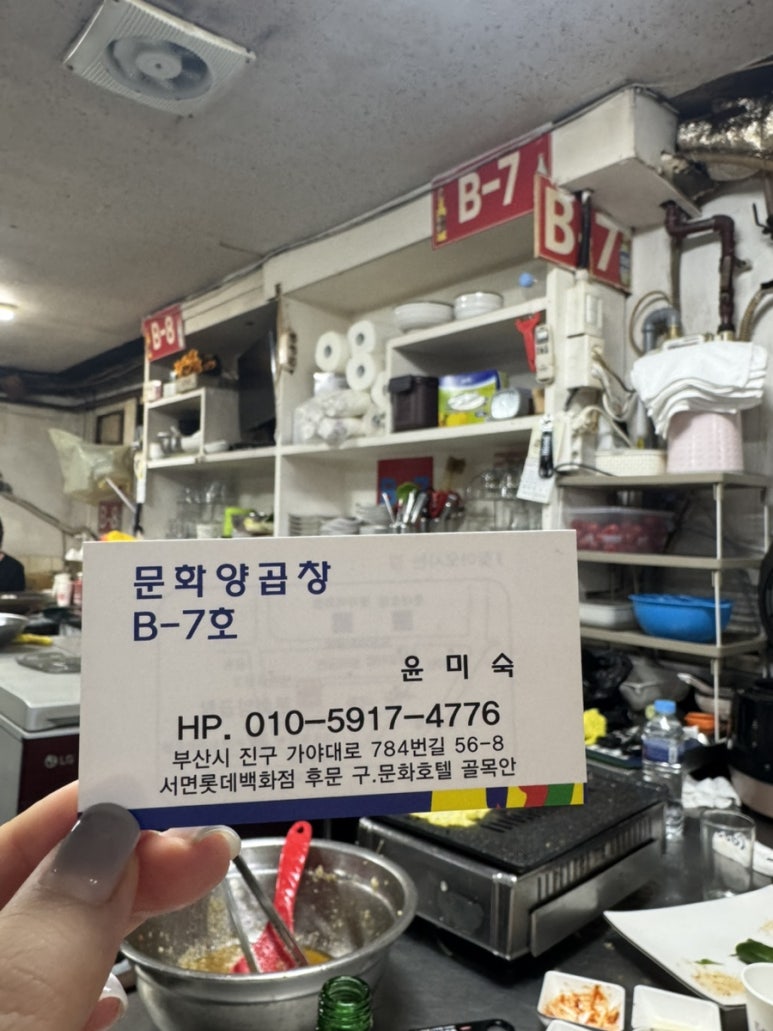 B-7
B-7
B-8
B-8
문화양곱창
B-7호
윤미숙
HP. 010-5917-4776
부산시 진구 가야대로 784번길 56-8
서면롯데백화점 후문 구.문화호텔 골목안
LG